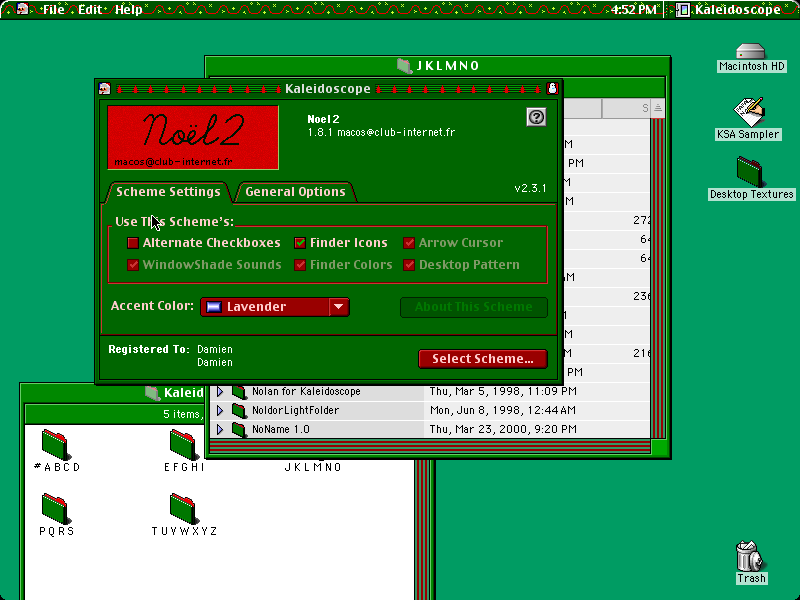 File Edit Help 4:52 PM Kaleidoscope
Macintosh HD
KSA Sampler
Desktop Textures
Trash
JKLMNO
S
Kaleidoscope
Noël 2
macos@club-internet.fr
Noel2
1.8.1 macos@club-internet.fr
v2.3.1
Scheme Settings General Options
Use This Scheme's:
Alternate Checkboxes Finder Icons Arrow Cursor
WindowShade Sounds Finder Colors Desktop Pattern
Accent Color: Lavender About This Scheme
Registered To: Damien
Damien
Select Scheme...
M
PM
M
M
272
64
64
M
236
M
M 216
PM
Nolan for Kaleidoscope Thu, Mar 5, 1998, 11:09 PM
NoldorLightFolder Mon, Jun 8, 1998, 12:44 AM
NoName 1.0 Thu, Mar 23, 2000, 9:20 PM
Kaleid
5 items,
#ABCD EFGHI JKLMNO
PQRS TUVWXYZ